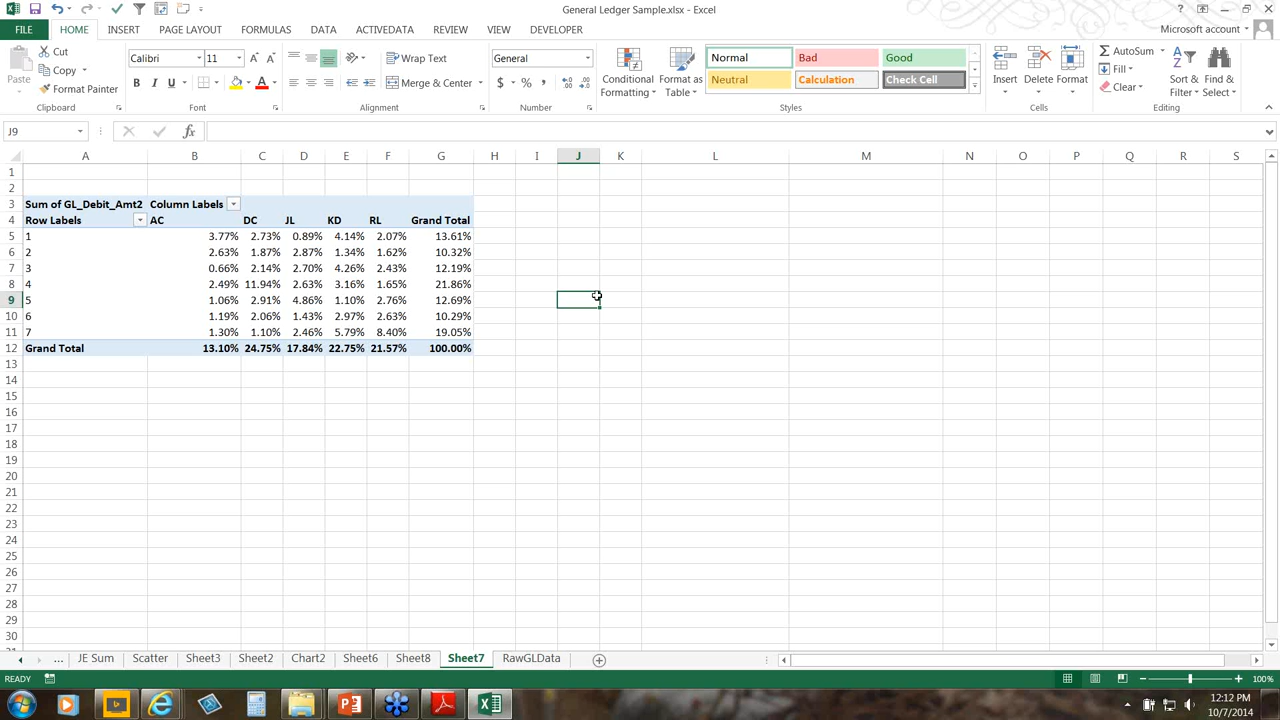 General Ledger Sample.xlsx - Excel
FILE HOME INSERT PAGE LAYOUT FORMULAS DATA ACTIVEDATA REVIEW VIEW DEVELOPER Microsoft account
Paste Cut Copy Format Painter Clipboard
Calibri 11 B I U A Font
Wrap Text Merge & Center Alignment
General $ % , Number
Conditional Formatting Format as Table Normal Bad Good Neutral Calculation Check Cell Styles
Insert Delete Format Cells
AutoSum Fill Clear Sort & Filter Find & Select Editing
J9 fx
A B C D E F G H I J K L M N O P Q R S
1
2
3 Sum of GL_Debit_Amt2 Column Labels
4 Row Labels AC DC JL KD RL Grand Total
5 1 3.77% 2.73% 0.89% 4.14% 2.07% 13.61%
6 2 2.63% 1.87% 2.87% 1.34% 1.62% 10.32%
7 3 0.66% 2.14% 2.70% 4.26% 2.43% 12.19%
8 4 2.49% 11.94% 2.63% 3.16% 1.65% 21.86%
9 5 1.06% 2.91% 4.86% 1.10% 2.76% 12.69%
10 6 1.19% 2.06% 1.43% 2.97% 2.63% 10.29%
11 7 1.30% 1.10% 2.46% 5.79% 8.40% 19.05%
12 Grand Total 13.10% 24.75% 17.84% 22.75% 21.57% 100.00%
13
14
15
16
17
18
19
20
21
22
23
24
25
26
27
28
29
30
... JE Sum Scatter Sheet3 Sheet2 Chart2 Sheet6 Sheet8 Sheet7 RawGLData
READY 100%
12:12 PM
10/7/2014